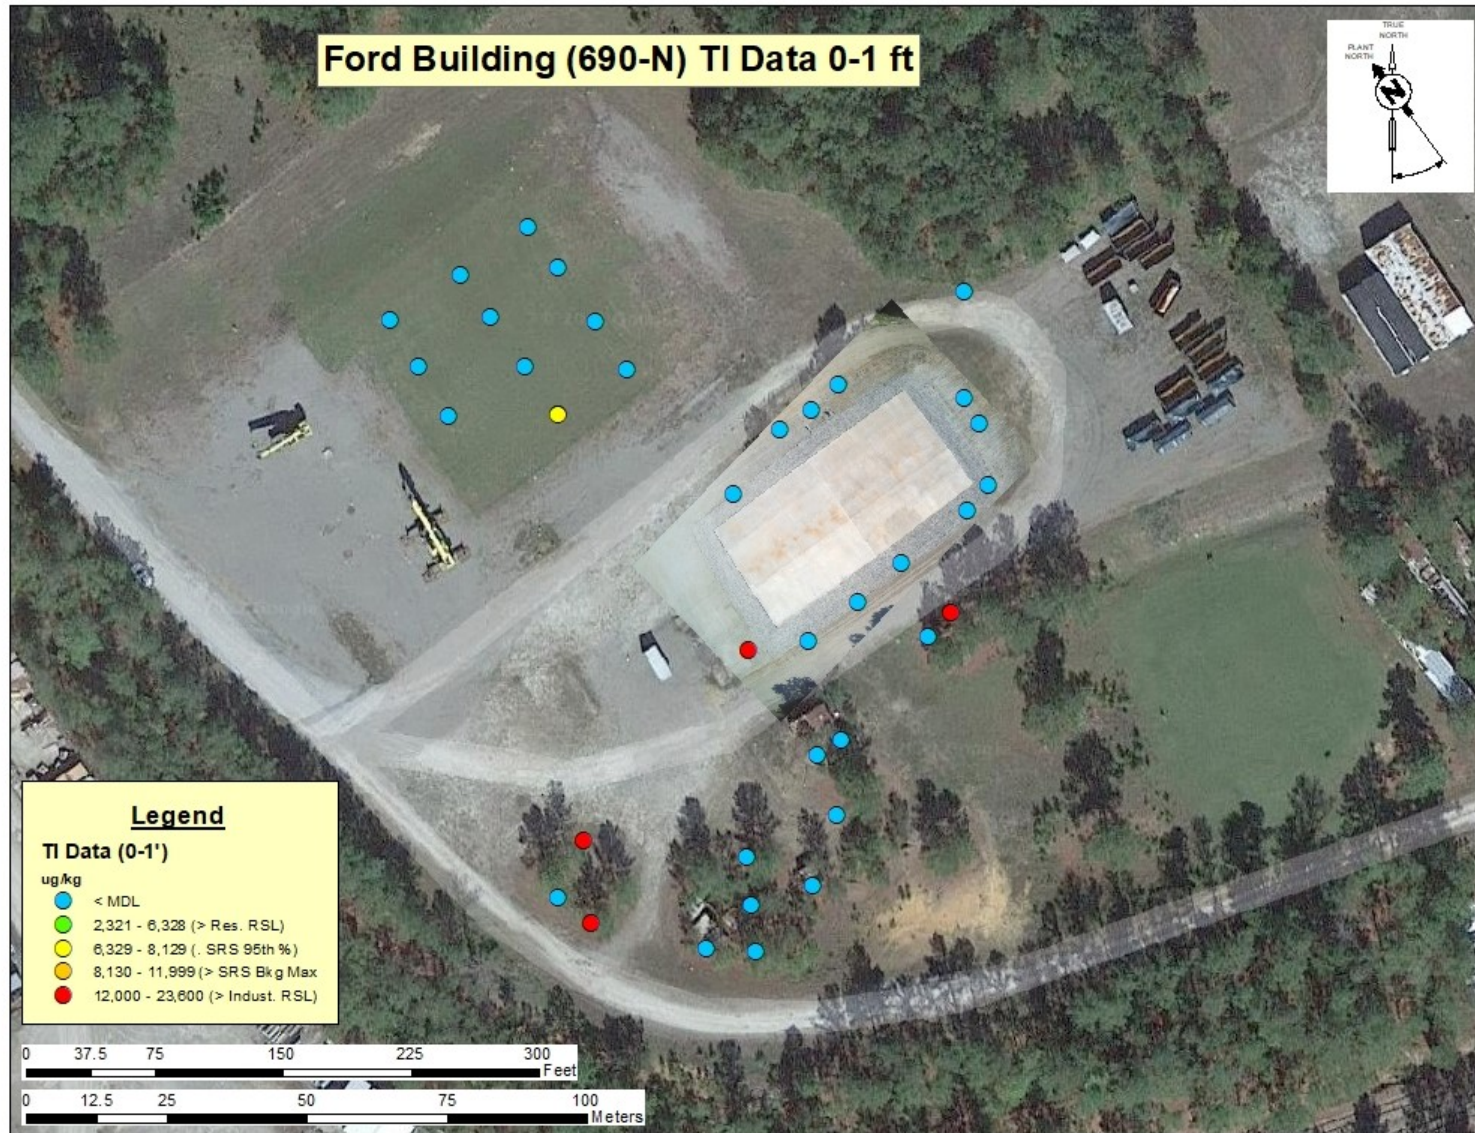 Ford Building (690-N) Tl Data 0-1 ft
TRUE
NORTH
PLANT
NORTH
N
Legend
Tl Data (0-1')
ug/kg
< MDL
2,321 - 6,328 (> Res. RSL)
6,329 - 8,129 (. SRS 95th %)
8,130 - 11,999 (> SRS Bkg Max
12,000 - 23,600 (> Indust. RSL)
0 37.5 75 150 225 300
Feet
0 12.5 25 50 75 100
Meters